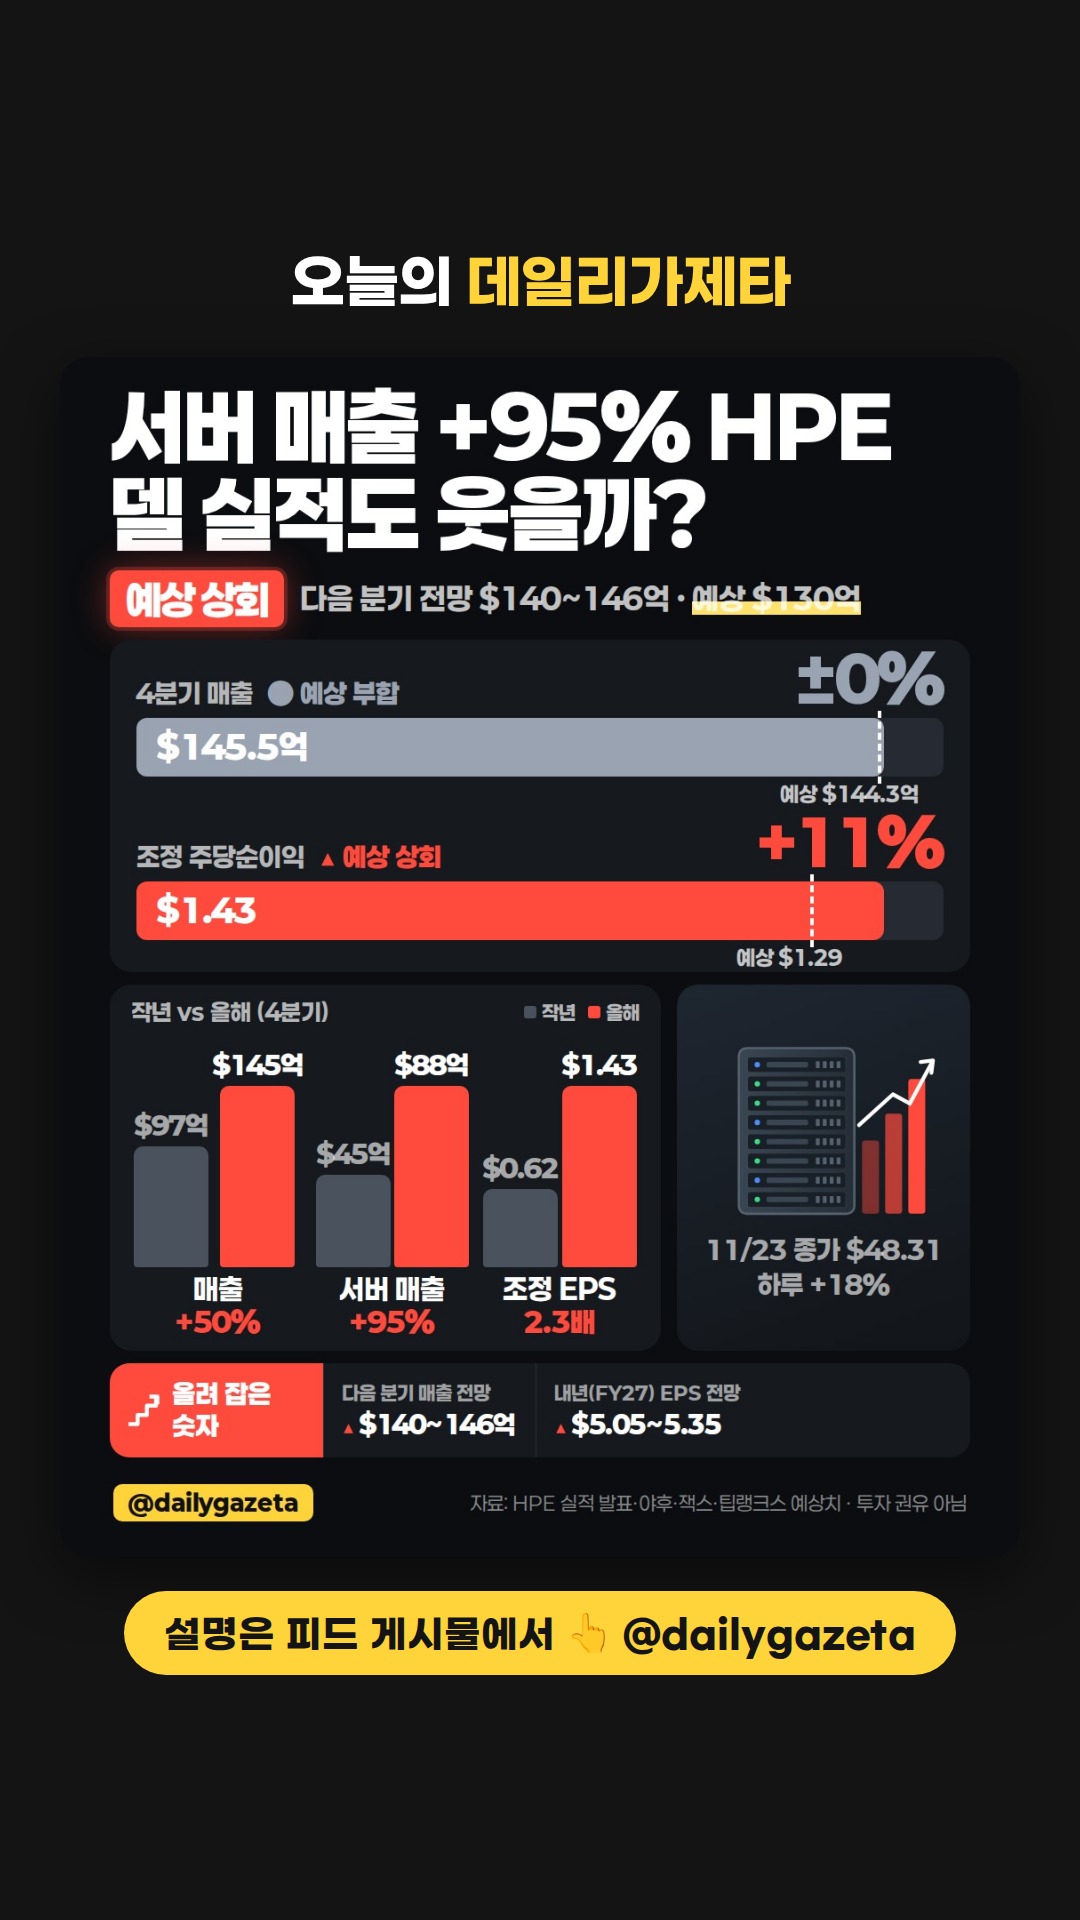 오늘의 데일리가제타
서버 매출 +95% HPE
델 실적도 웃을까?
예상 상회 다음 분기 전망 $140~146억 · 예상 $130억
4분기 매출 예상 부합 ±0%
$145.5억
예상 $144.3억
조정 주당순이익 ▲ 예상 상회 +11%
$1.43
예상 $1.29
작년 vs 올해 (4분기) 작년 올해
$97억 $145억 $45억 $88억 $0.62 $1.43
매출 서버 매출 조정 EPS
+50% +95% 2.3배
11/23 종가 $48.31
하루 +18%
올려 잡은
숫자
다음 분기 매출 전망
▲ $140~146억
내년(FY27) EPS 전망
▲ $5.05~5.35
@dailygazeta
자료: HPE 실적 발표·야후·잭스·팁랭크스 예상치 · 투자 권유 아님
설명은 피드 게시물에서 👆 @dailygazeta